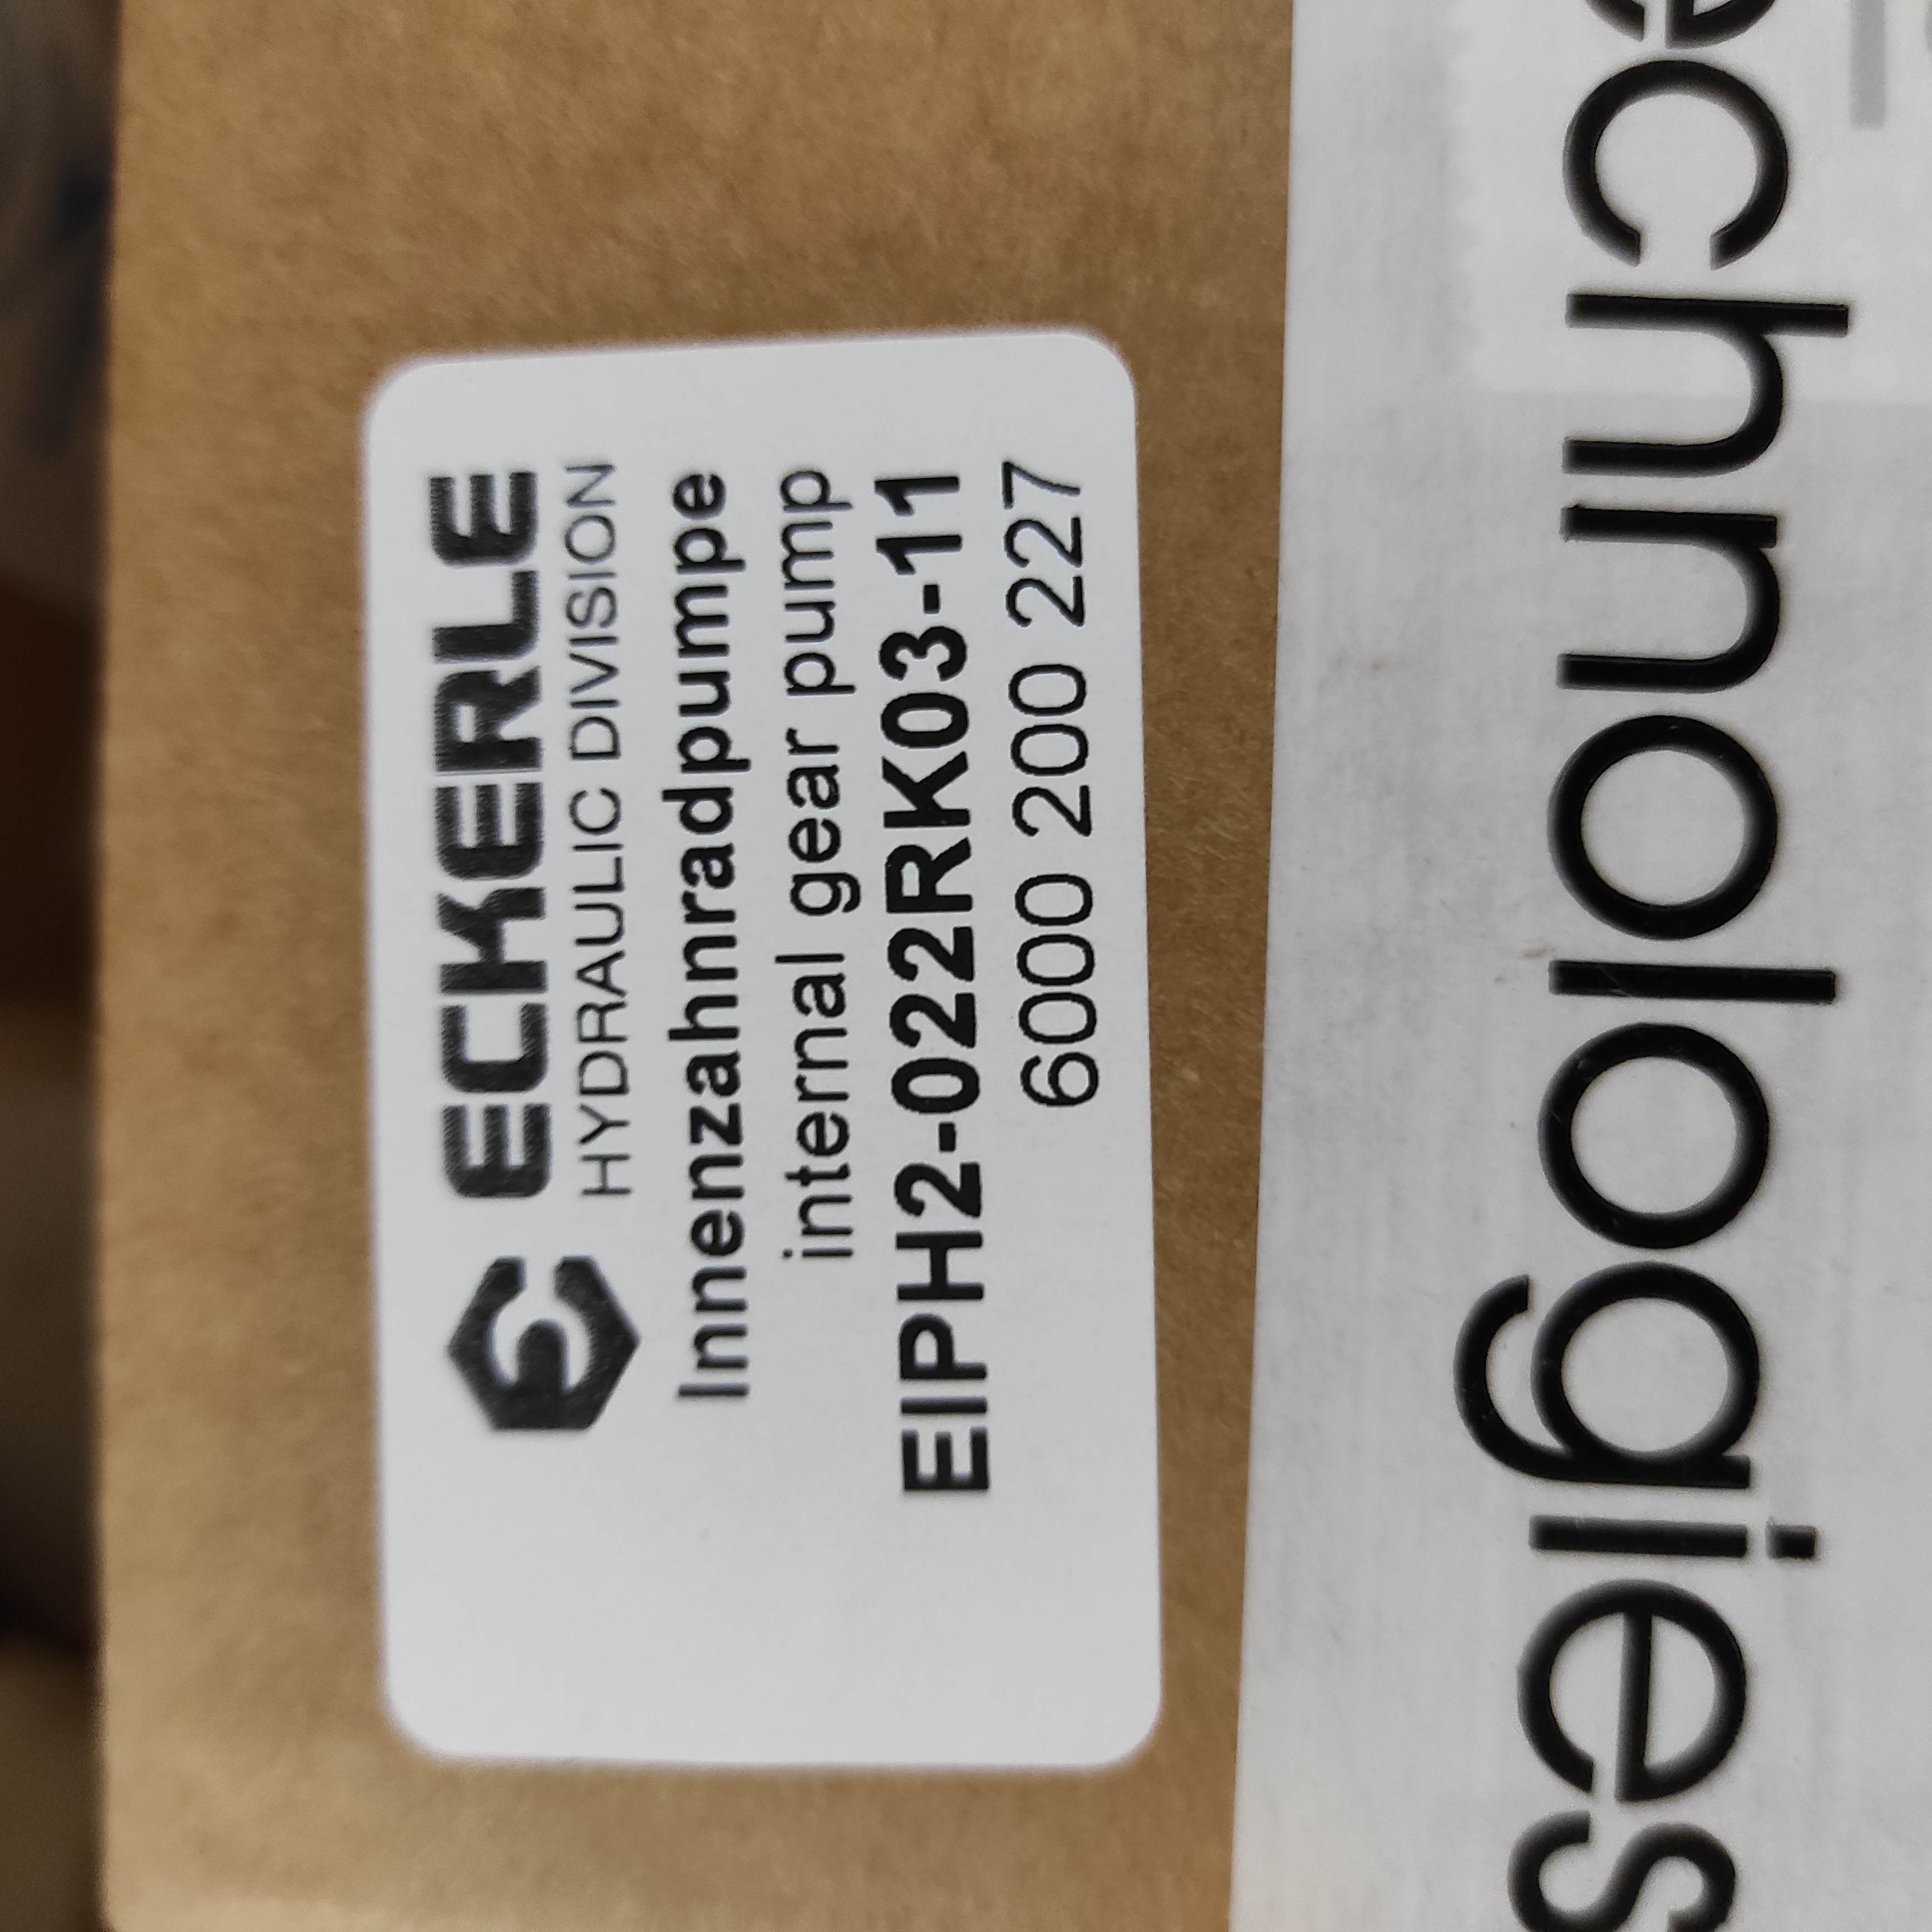 ECKERLE
HYDRAULIC DIVISION
Innenzahnradpumpe
internal gear pump
EIPH2-022RK03-11
6000 200 227
echnologies